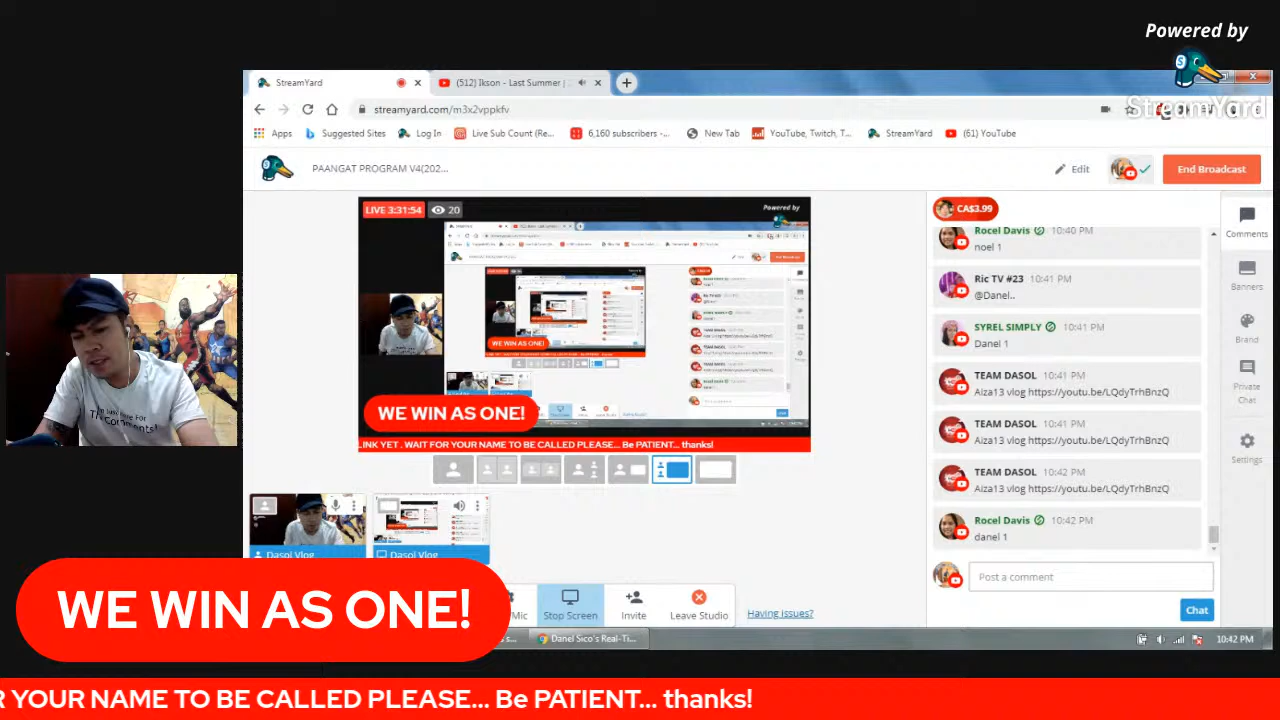 Powered by
StreamYard
StreamYard
(512) Ikson - Last Summer |
streamyard.com/m3x2vppkfv
Apps
Suggested Sites
Log In
Live Sub Count (Re...
6,160 subscribers -...
New Tab
YouTube, Twitch, T...
StreamYard
(61) YouTube
PAANGAT PROGRAM V4(202...
Edit
End Broadcast
LIVE 3:31:54
20
Powered by
WE WIN AS ONE!
WE WIN AS ONE!
LINK YET . WAIT FOR YOUR NAME TO BE CALLED PLEASE... Be PATIENT... thanks!
CA$3.99
Rocel Davis 10:40 PM
noel 1
Ric TV #23 10:41 PM
@Danel..
SYREL SIMPLY 10:41 PM
Danel 1
TEAM DASOL 10:41 PM
Aiza13 vlog https://youtu.be/LQdyTrhBnzQ
TEAM DASOL 10:41 PM
Aiza13 vlog https://youtu.be/LQdyTrhBnzQ
TEAM DASOL 10:42 PM
Aiza13 vlog https://youtu.be/LQdyTrhBnzQ
Rocel Davis 10:42 PM
danel 1
Post a comment
Chat
Comments
Banners
Brand
Private
Chat
Settings
Dasol Vlog
Dasol Vlog
Mic
Stop Screen
Invite
Leave Studio
Having issues?
Danel Sico's Real-Ti...
10:42 PM
WE WIN AS ONE!
R YOUR NAME TO BE CALLED PLEASE... Be PATIENT... thanks!